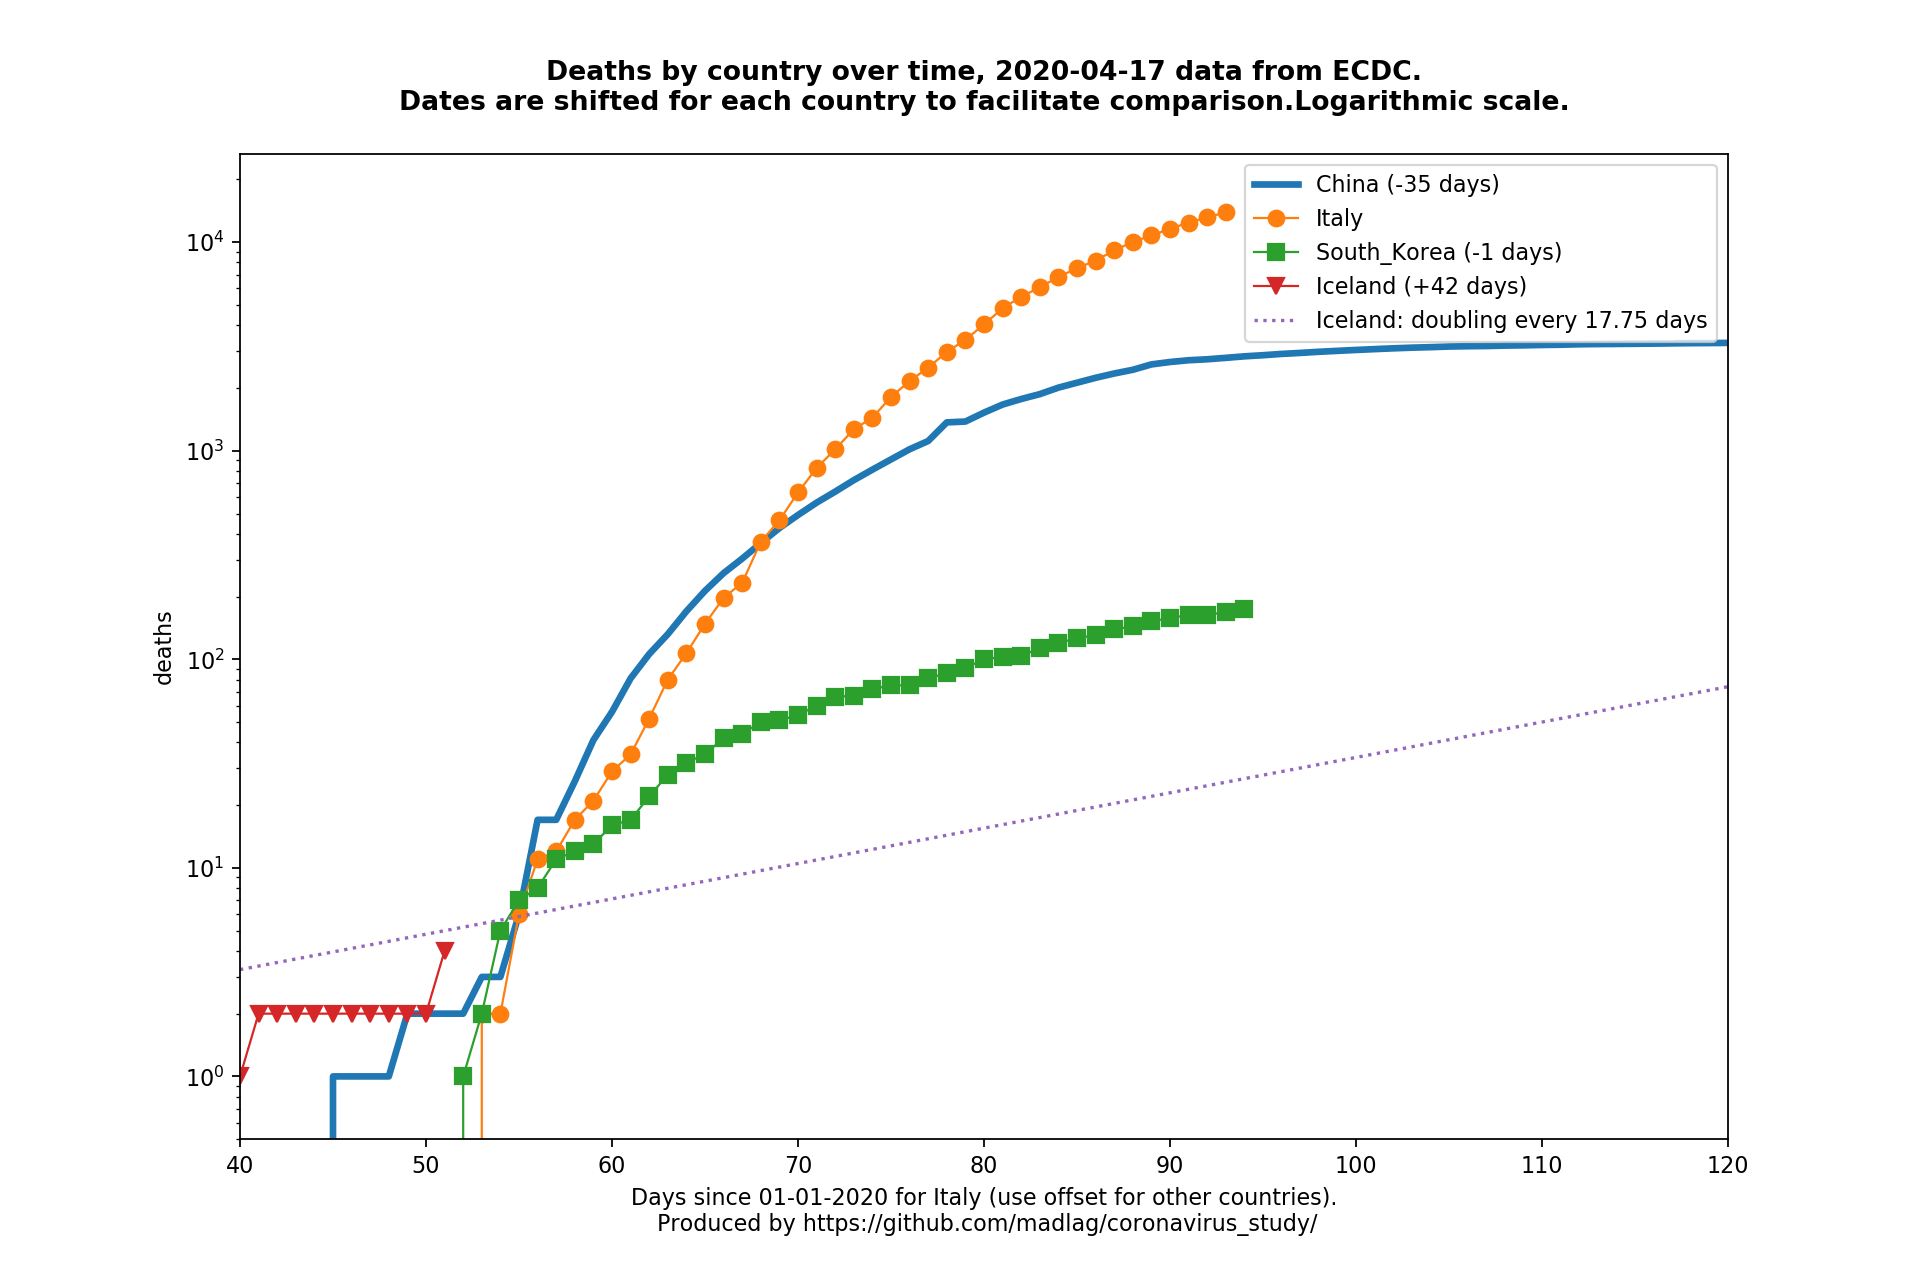 Deaths by country over time, 2020-04-17 data from ECDC.
Dates are shifted for each country to facilitate comparison.Logarithmic scale.
China (-35 days)
Italy
South_Korea (-1 days)
Iceland (+42 days)
Iceland: doubling every 17.75 days
deaths
10⁴
10³
10²
10¹
10⁰
40 50 60 70 80 90 100 110 120
Days since 01-01-2020 for Italy (use offset for other countries).
Produced by https://github.com/madlag/coronavirus_study/